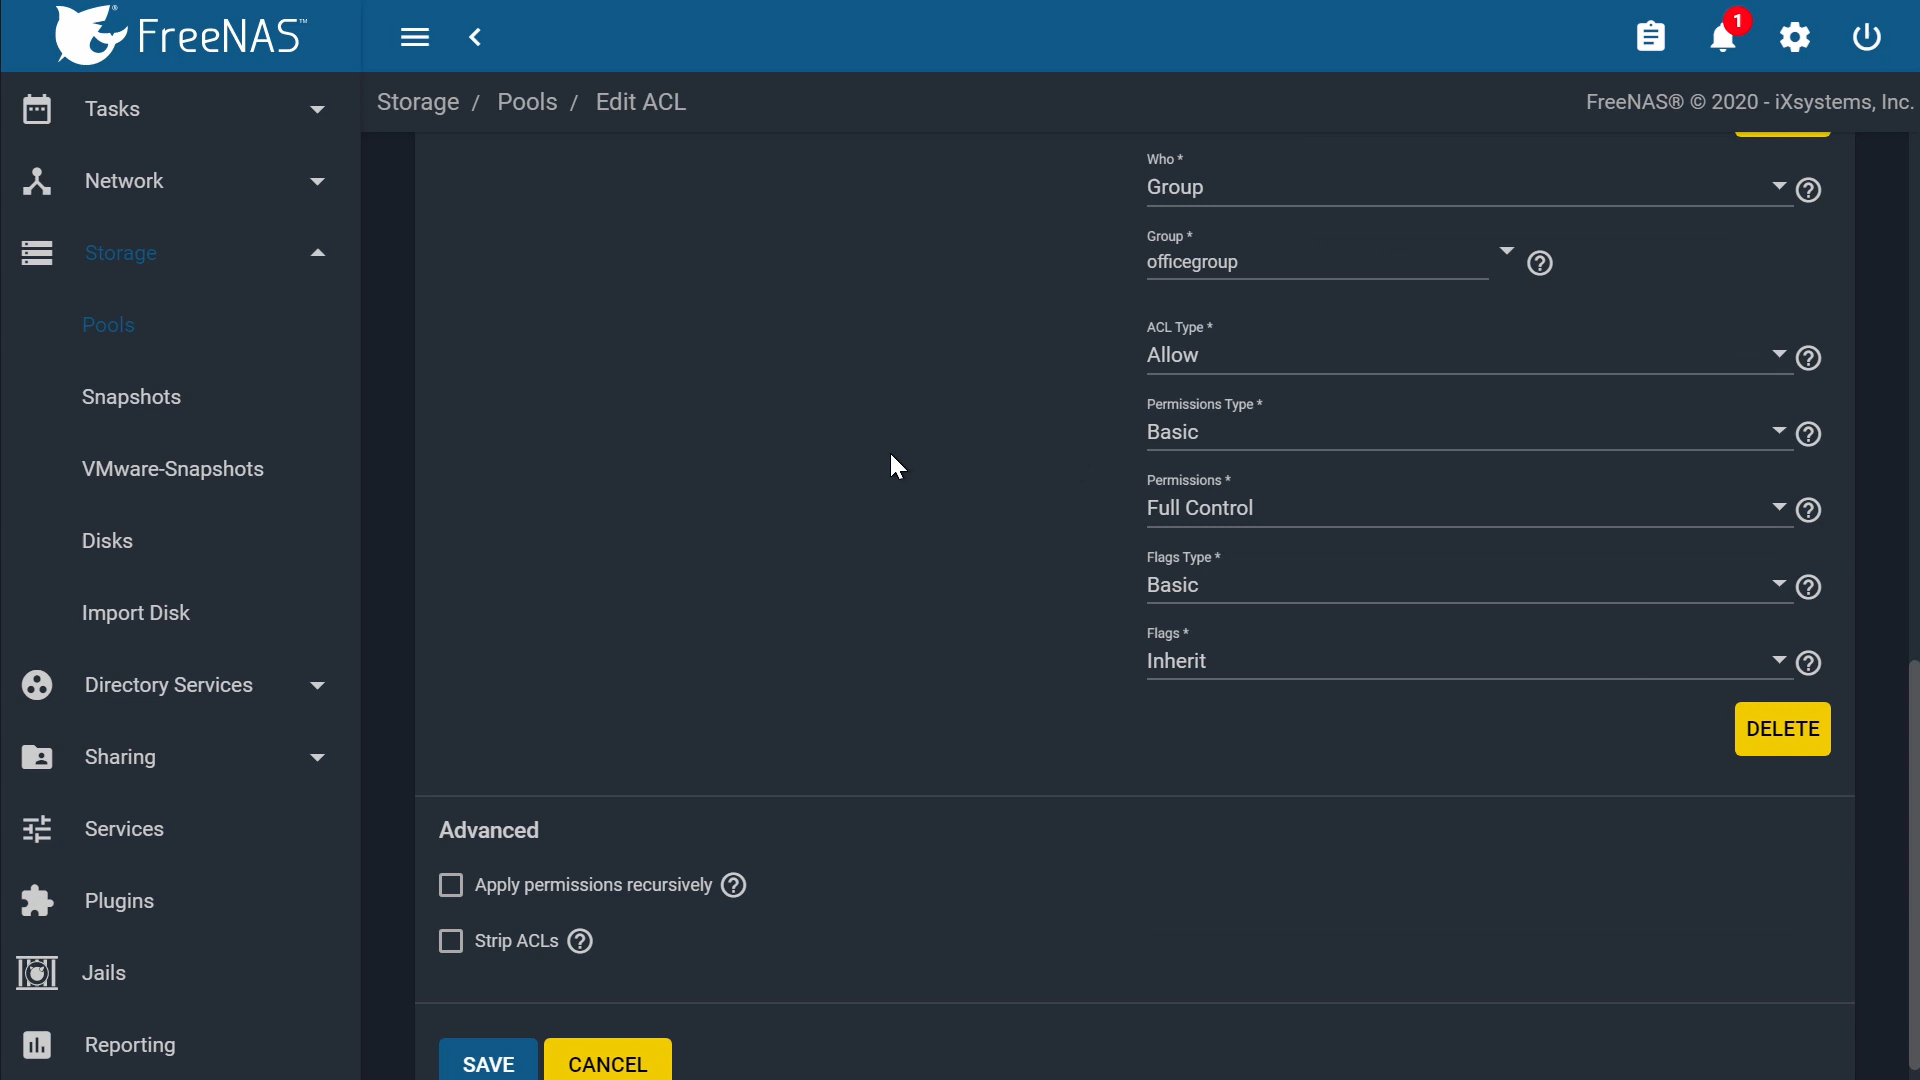 FreeNAS®™
1
Storage / Pools / Edit ACL
FreeNAS® © 2020 - iXsystems, Inc.
Tasks
Network
Storage
Pools
Snapshots
VMware-Snapshots
Disks
Import Disk
Directory Services
Sharing
Services
Plugins
Jails
Reporting
Who *
Group
Group *
officegroup
ACL Type *
Allow
Permissions Type *
Basic
Permissions *
Full Control
Flags Type *
Basic
Flags *
Inherit
DELETE
Advanced
Apply permissions recursively
Strip ACLs
SAVE CANCEL